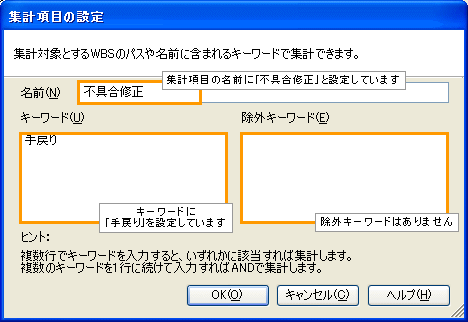 集計項目の設定
集計対象とするWBSのパスや名前に含まれるキーワードで集計できます。
集計項目の名前に「不具合修正」と設定しています
名前(N) 不具合修正
キーワード(U) 除外キーワード(E)
手戻り
キーワードに
「手戻り」を設定しています
除外キーワードはありません
ヒント:
複数行でキーワードを入力すると、いずれかに該当すれば集計します。
複数のキーワードを1行に続けて入力すればANDで集計します。
OK(O) キャンセル(C) ヘルプ(H)